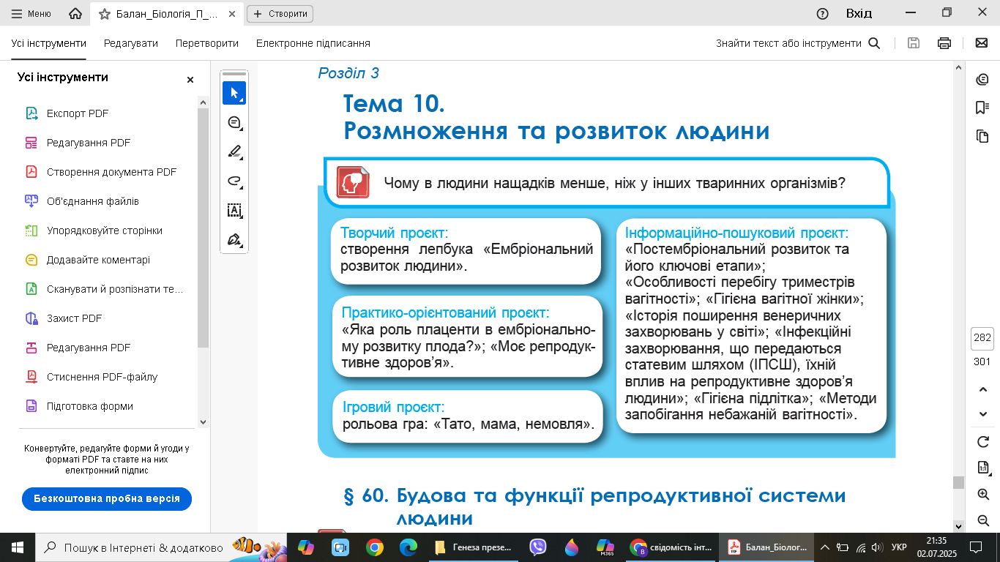 Меню
Балан_Біологія_П_...
Створити
Вхід
Усі інструменти
Редагувати
Перетворити
Електронне підписання
Знайти текст або інструменти
Усі інструменти
Експорт PDF
Редагування PDF
Створення документа PDF
Об'єднання файлів
Упорядковуйте сторінки
Додавайте коментарі
Сканувати й розпізнати те...
Захист PDF
Редагування PDF
Стиснення PDF-файлу
Підготовка форми
Конвертуйте, редагуйте форми й угоди у
форматі PDF та ставте на них
електронний підпис
Безкоштовна пробна версія
Розділ 3
Тема 10.
Розмноження та розвиток людини
Чому в людини нащадків менше, ніж у інших тваринних організмів?
Творчий проєкт:
створення лепбука «Ембріональний
розвиток людини».
Практико-орієнтований проєкт:
«Яка роль плаценти в ембріонально-
му розвитку плода?»; «Моє репродук-
тивне здоров’я».
Ігровий проєкт:
рольова гра: «Тато, мама, немовля».
Інформаційно-пошуковий проєкт:
«Постембріональний розвиток та
його ключові етапи»;
«Особливості перебігу триместрів
вагітності»; «Гігієна вагітної жінки»;
«Історія поширення венеричних
захворювань у світі»; «Інфекційні
захворювання, що передаються
статевим шляхом (ІПСШ), їхній
вплив на репродуктивне здоров’я
людини»; «Гігієна підлітка»; «Методи
запобігання небажаній вагітності».
§ 60. Будова та функції репродуктивної системи
людини
282
301
1:1
Пошук в Інтернеті & додатково
Генеза презе...
M365
свідомість інт...
Балан_Біолог...
УКР
21:35
02.07.2025